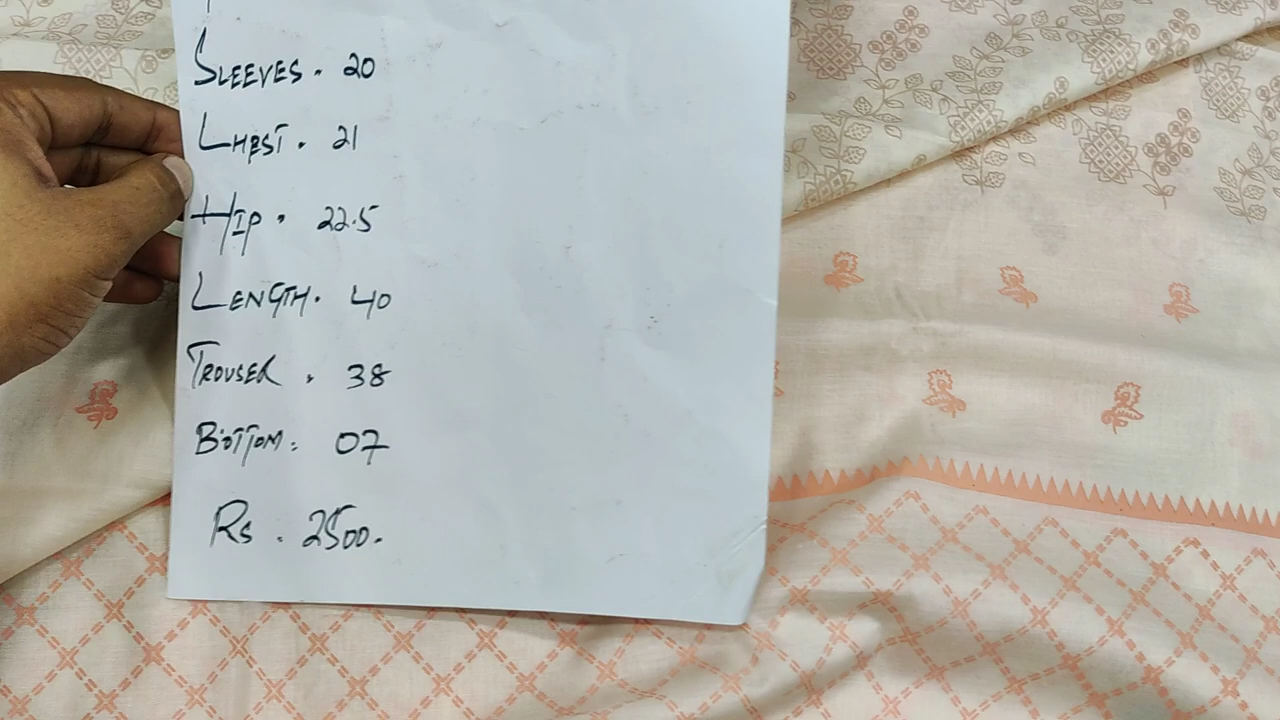 SLEEVES. 20
LHEST. 21
HIP. 22.5
LENGTH. 40
TROUSER. 38
BOTTOM: 07
Rs. 2500.